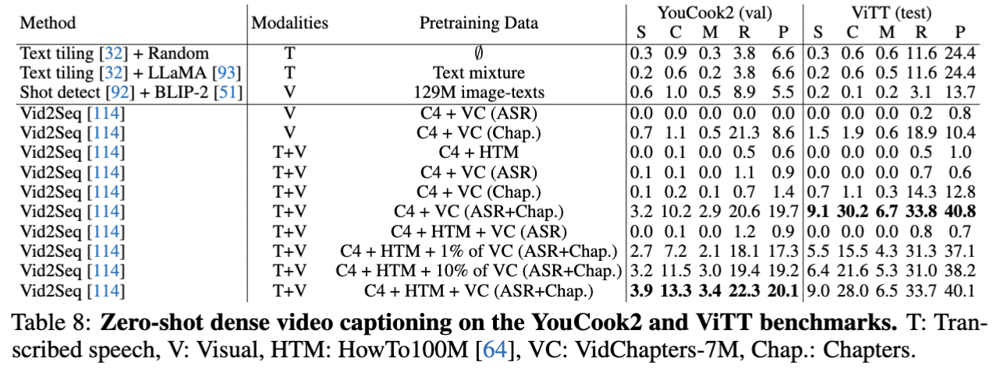 Method Modalities Pretraining Data YouCook2 (val) ViTT (test)
S C M R P S C M R P
Text tiling [32] + Random T ∅ 0.3 0.9 0.3 3.8 6.6 0.3 0.6 0.6 11.6 24.4
Text tiling [32] + LLaMA [93] T Text mixture 0.2 0.6 0.2 3.8 6.6 0.2 0.6 0.5 11.6 24.4
Shot detect [92] + BLIP-2 [51] V 129M image-texts 0.6 1.0 0.5 8.9 5.5 0.2 0.1 0.2 3.1 13.7
Vid2Seq [114] V C4 + VC (ASR) 0.0 0.0 0.0 0.0 0.0 0.0 0.0 0.0 0.2 0.8
Vid2Seq [114] V C4 + VC (Chap.) 0.7 1.1 0.5 21.3 8.6 1.5 1.9 0.6 18.9 10.4
Vid2Seq [114] T+V C4 + HTM 0.0 0.1 0.0 0.5 0.6 0.0 0.0 0.0 0.5 1.0
Vid2Seq [114] T+V C4 + VC (ASR) 0.1 0.1 0.0 1.1 0.9 0.0 0.0 0.0 0.7 0.6
Vid2Seq [114] T+V C4 + VC (Chap.) 0.1 0.2 0.1 0.7 1.4 0.7 1.1 0.3 14.3 12.8
Vid2Seq [114] T+V C4 + VC (ASR+Chap.) 3.2 10.2 2.9 20.6 19.7 9.1 30.2 6.7 33.8 40.8
Vid2Seq [114] T+V C4 + HTM + VC (ASR) 0.0 0.1 0.0 1.2 0.9 0.0 0.0 0.0 0.8 0.7
Vid2Seq [114] T+V C4 + HTM + 1% of VC (ASR+Chap.) 2.7 7.2 2.1 18.1 17.3 5.5 15.5 4.3 31.3 37.1
Vid2Seq [114] T+V C4 + HTM + 10% of VC (ASR+Chap.) 3.2 11.5 3.0 19.4 19.2 6.4 21.6 5.3 31.0 38.2
Vid2Seq [114] T+V C4 + HTM + VC (ASR+Chap.) 3.9 13.3 3.4 22.3 20.1 9.0 28.0 6.5 33.7 40.1
Table 8: Zero-shot dense video captioning on the YouCook2 and ViTT benchmarks. T: Tran-
scribed speech, V: Visual, HTM: HowTo100M [64], VC: VidChapters-7M, Chap.: Chapters.